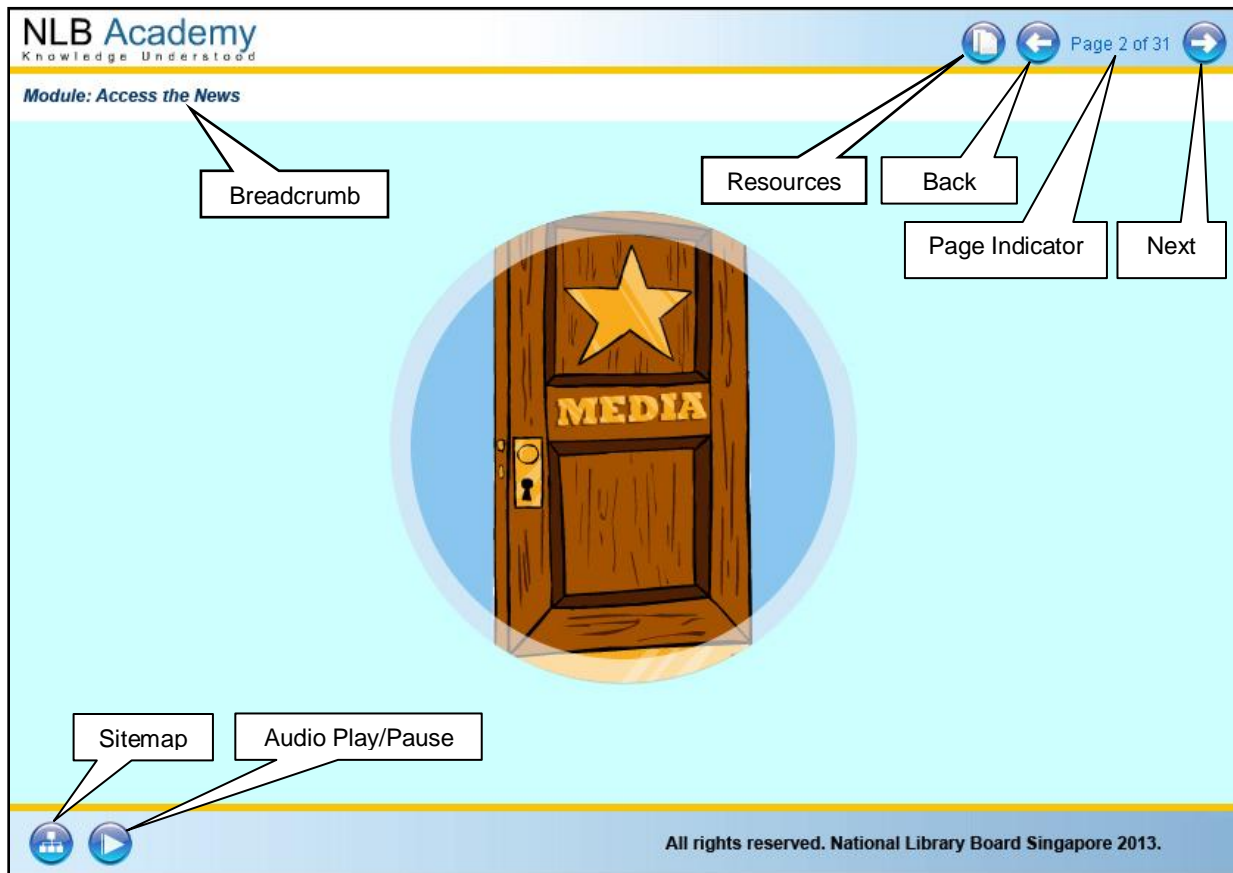 NLB Academy
Knowledge Understood
Page 2 of 31
Module: Access the News
Breadcrumb
Resources
Back
Page Indicator
Next
MEDIA
Sitemap
Audio Play/Pause
All rights reserved. National Library Board Singapore 2013.